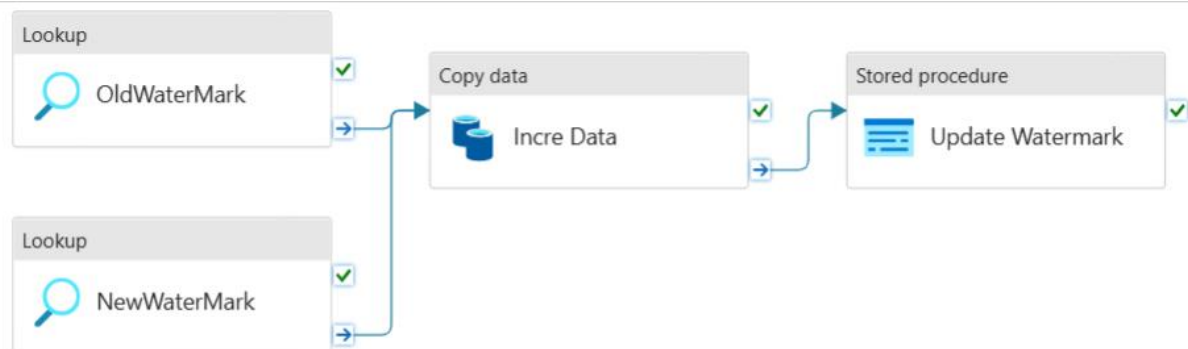 Lookup
OldWaterMark
Copy data
Incre Data
Stored procedure
Update Watermark
Lookup
NewWaterMark